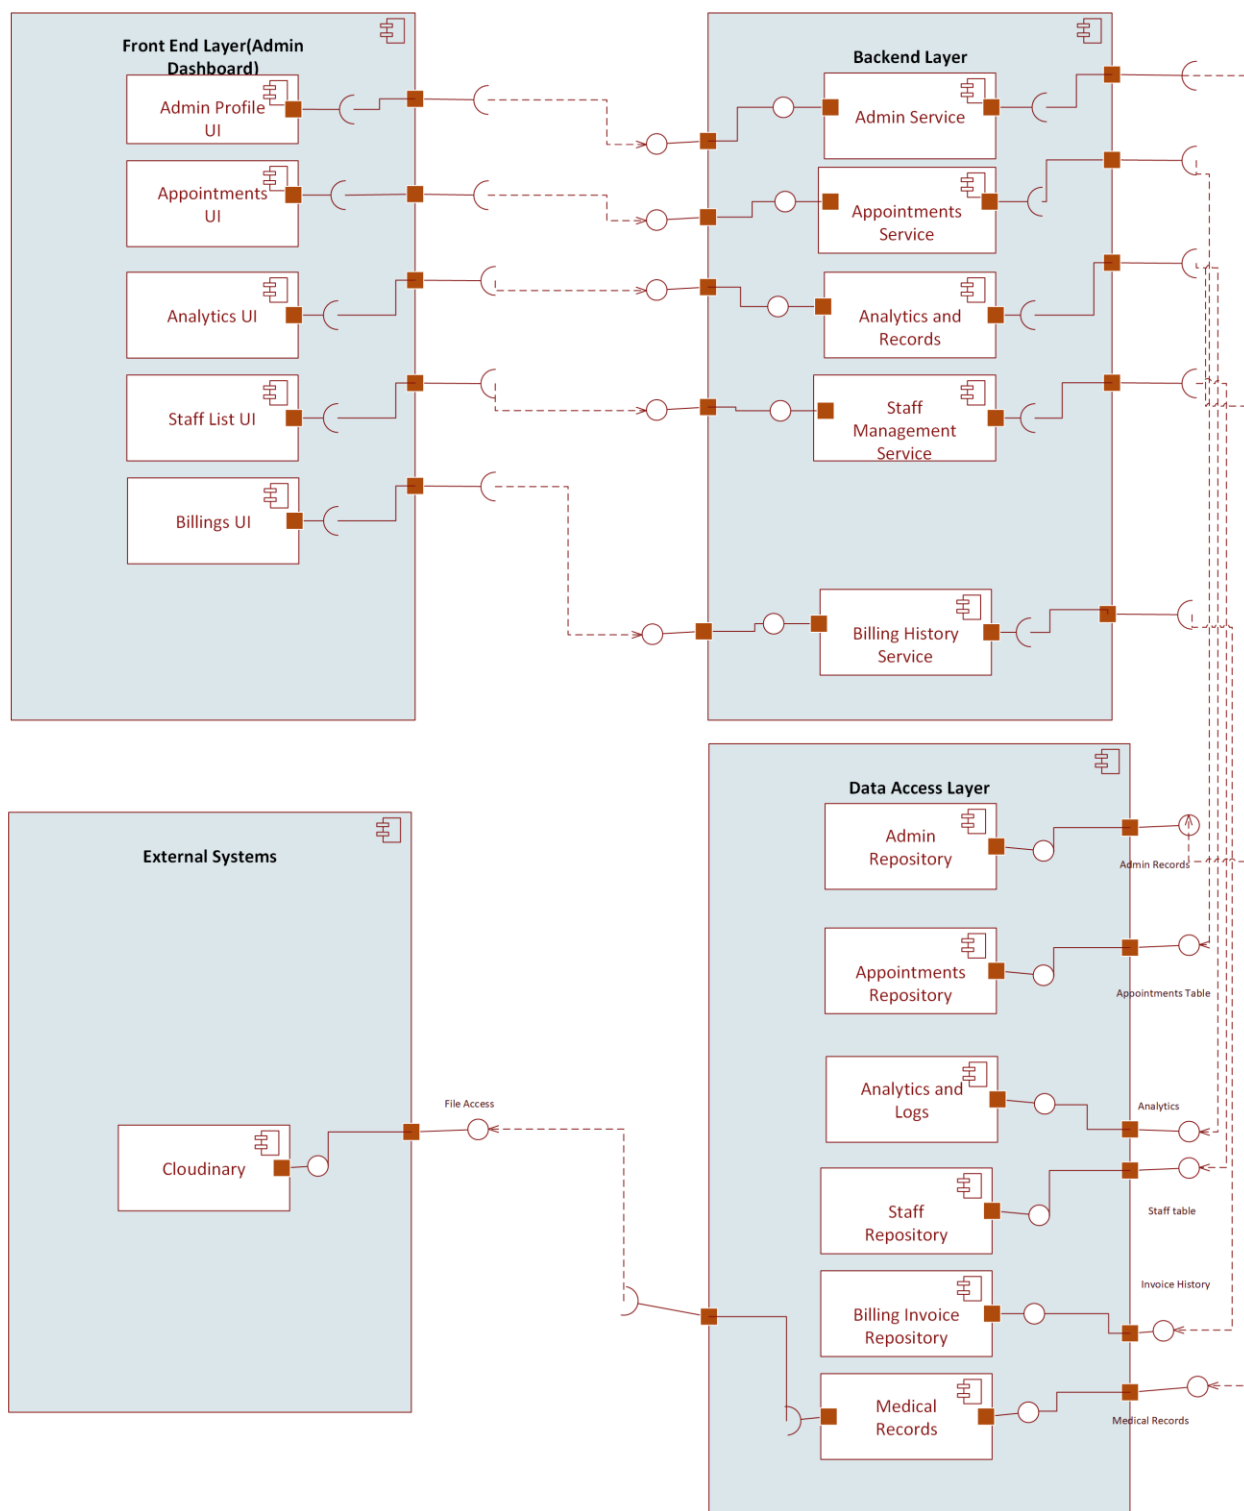 Front End Layer(Admin
Dashboard)
Admin Profile
UI
Appointments
UI
Analytics UI
Staff List UI
Billings UI
Backend Layer
Admin Service
Appointments
Service
Analytics and
Records
Staff
Management
Service
Billing History
Service
External Systems
Cloudinary
File Access
Data Access Layer
Admin
Repository
Admin Records
Appointments
Repository
Appointments Table
Analytics and
Logs
Analytics
Staff
Repository
Staff table
Billing Invoice
Repository
Invoice History
Medical
Records
Medical Records